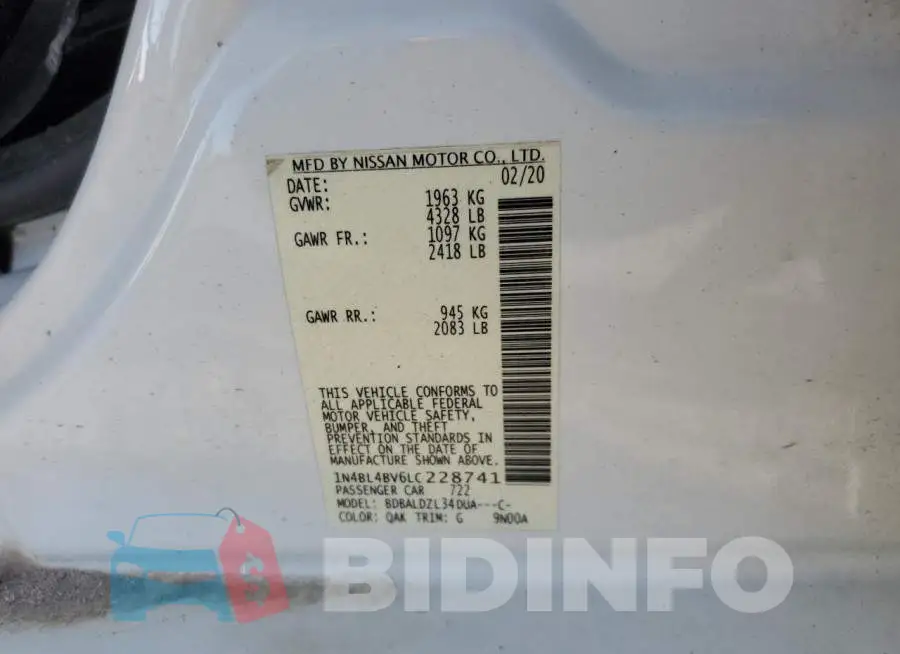 MFD BY NISSAN MOTOR CO., LTD.
DATE: 02/20
GVWR: 1963 KG
4328 LB
GAWR FR.: 1097 KG
2418 LB
GAWR RR.: 945 KG
2083 LB
THIS VEHICLE CONFORMS TO
ALL APPLICABLE FEDERAL
MOTOR VEHICLE SAFETY,
BUMPER, AND THEFT
PREVENTION STANDARDS IN
EFFECT ON THE DATE OF
MANUFACTURE SHOWN ABOVE.
1N4BL4BV6LC228741
PASSENGER CAR 722
MODEL: BDBALDZL34DUA---C-
COLOR: QAK TRIM: G 9N00A
BIDINFO